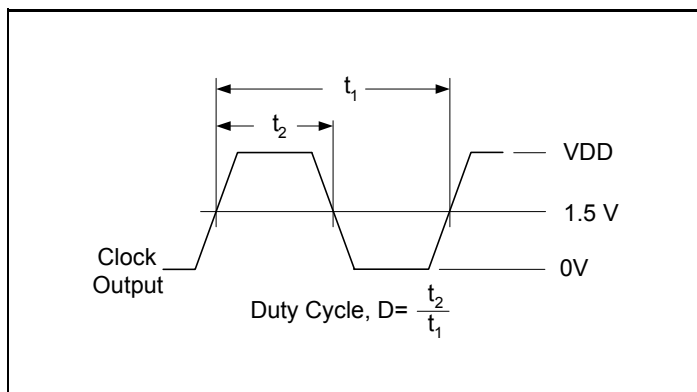 t₁
t₂
VDD
1.5 V
Clock
Output
0V
Duty Cycle, D= t₂
t₁